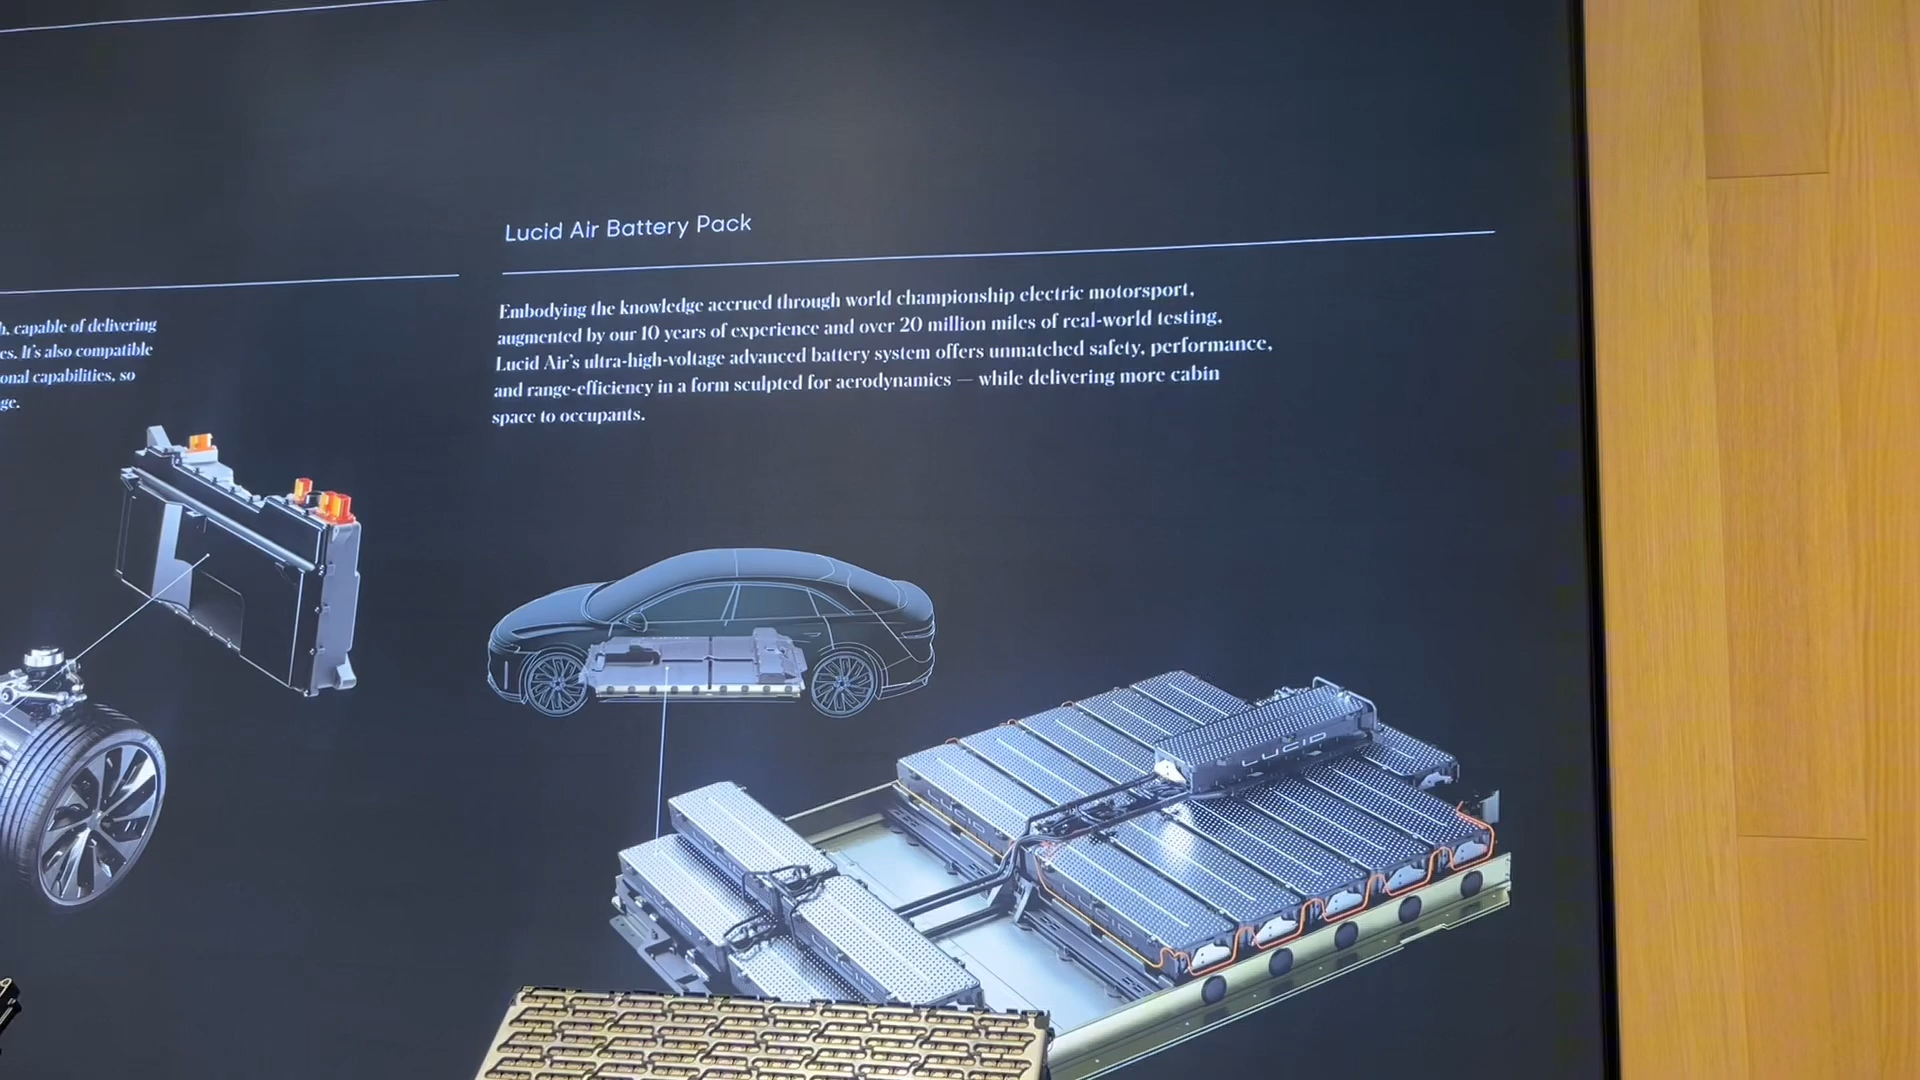 Lucid Air Battery Pack
Embodying the knowledge accrued through world championship electric motorsport,
augmented by our 10 years of experience and over 20 million miles of real-world testing,
Lucid Air's ultra-high-voltage advanced battery system offers unmatched safety, performance,
and range-efficiency in a form sculpted for aerodynamics — while delivering more cabin
space to occupants.
capable of delivering
It's also compatible
capabilities, so
LUCID
LUCID
LUCID